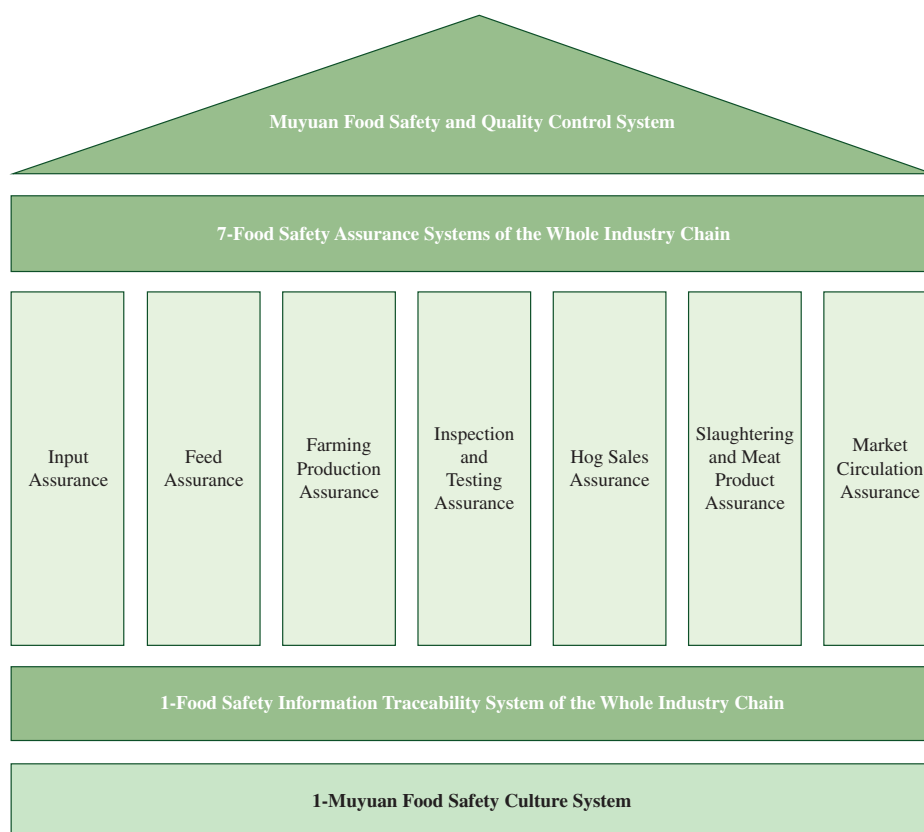 Muyuan Food Safety and Quality Control System
7-Food Safety Assurance Systems of the Whole Industry Chain
Input
Assurance
Feed
Assurance
Farming
Production
Assurance
Inspection
and
Testing
Assurance
Hog Sales
Assurance
Slaughtering
and Meat
Product
Assurance
Market
Circulation
Assurance
1-Food Safety Information Traceability System of the Whole Industry Chain
1-Muyuan Food Safety Culture System